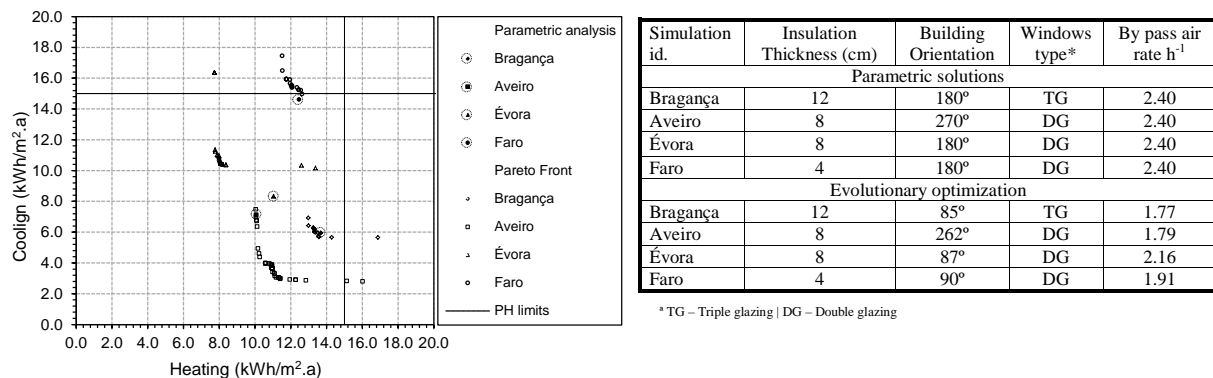 20.0
18.0
16.0
14.0
12.0
10.0
8.0
6.0
4.0
2.0
0.0
Coolign (kWh/m².a)
0.0 2.0 4.0 6.0 8.0 10.0 12.0 14.0 16.0 18.0 20.0
Heating (kWh/m².a)
Parametric analysis
Bragança
Aveiro
Évora
Faro
Pareto Front
Bragança
Aveiro
Évora
Faro
PH limits
Simulation id. Insulation Thickness (cm) Building Orientation Windows type* By pass air rate h⁻¹
Parametric solutions
Bragança 12 180º TG 2.40
Aveiro 8 270º DG 2.40
Évora 8 180º DG 2.40
Faro 4 180º DG 2.40
Evolutionary optimization
Bragança 12 85º TG 1.77
Aveiro 8 262º DG 1.79
Évora 8 87º DG 2.16
Faro 4 90º DG 1.91
ª TG – Triple glazing | DG – Double glazing